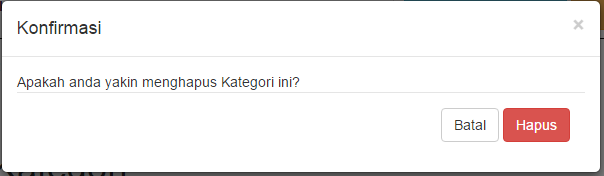 Konfirmasi ×
Apakah anda yakin menghapus Kategori ini?
Batal Hapus